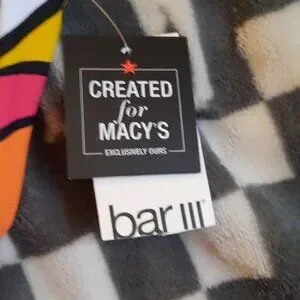 CREATED
for
MACY'S
EXCLUSIVELY OURS
bar III